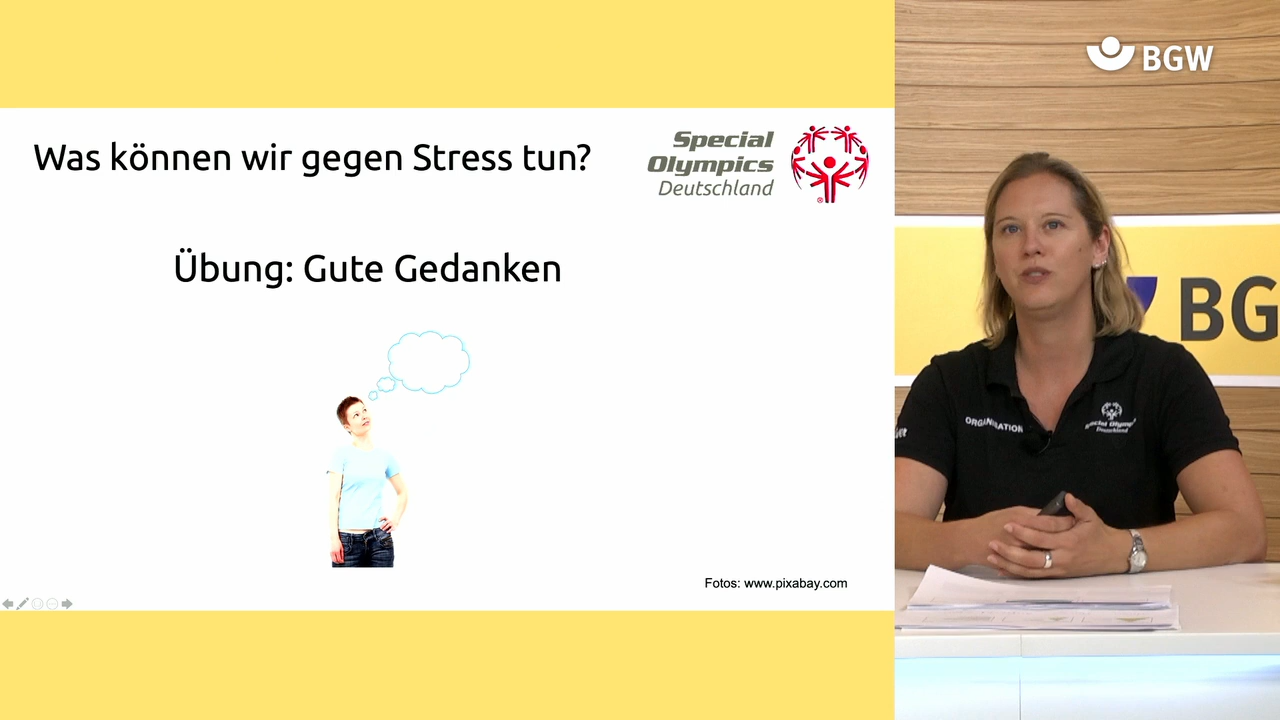 Was können wir gegen Stress tun?
Special
Olympics
Deutschland
Übung: Gute Gedanken
Fotos: www.pixabay.com
BGW
BG
ORGANISATION
Special Olympics
Deutschland